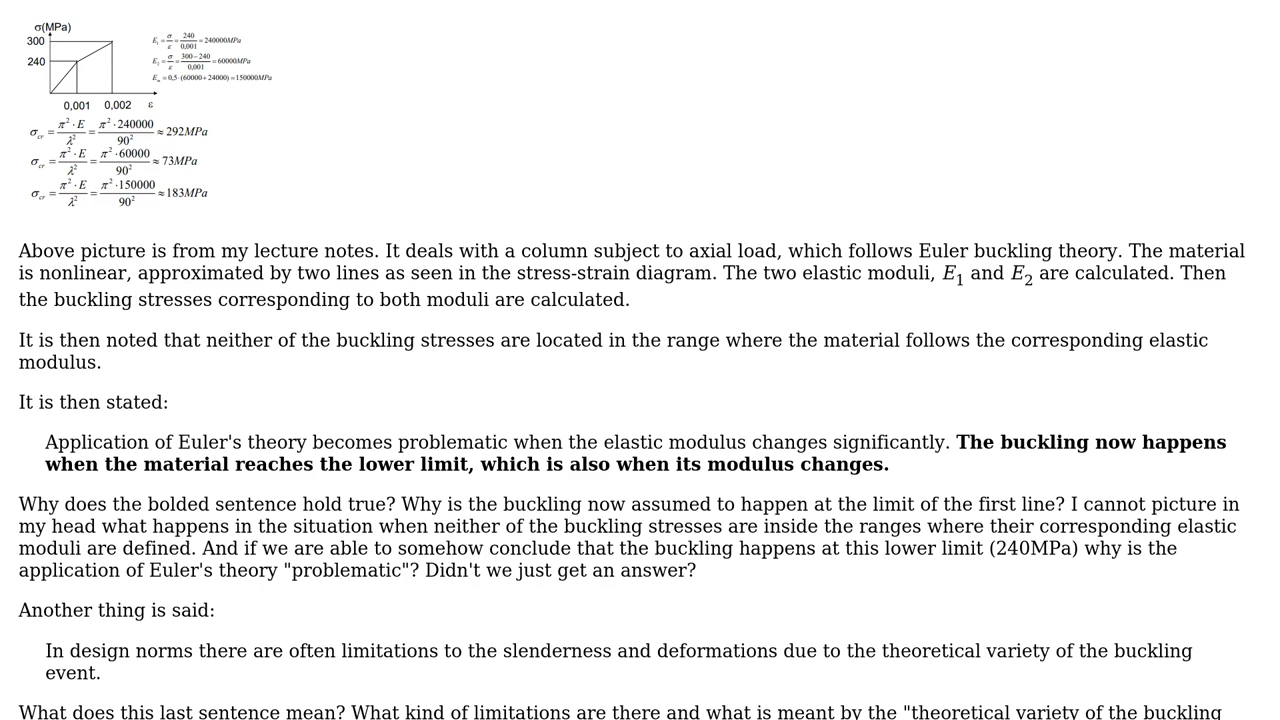 σ(MPa)
300
240
0,001 0,002 ε
E₁ = σ/ε = 240/0,001 = 240000MPa
E₂ = σ/ε = 300−240/0,001 = 60000MPa
= 0,5·(60000+24000) = 150000MPa
σcr = π²·E/λ² = π²·240000/90² ≈ 292MPa
σcr = π²·E/λ² = π²·60000/90² ≈ 73MPa
σcr = π²·E/λ² = π²·150000/90² ≈ 183MPa
Above picture is from my lecture notes. It deals with a column subject to axial load, which follows Euler buckling theory. The material
is nonlinear, approximated by two lines as seen in the stress-strain diagram. The two elastic moduli, E₁ and E₂ are calculated. Then
the buckling stresses corresponding to both moduli are calculated.
It is then noted that neither of the buckling stresses are located in the range where the material follows the corresponding elastic
modulus.
It is then stated:
Application of Euler's theory becomes problematic when the elastic modulus changes significantly. The buckling now happens
when the material reaches the lower limit, which is also when its modulus changes.
Why does the bolded sentence hold true? Why is the buckling now assumed to happen at the limit of the first line? I cannot picture in
my head what happens in the situation when neither of the buckling stresses are inside the ranges where their corresponding elastic
moduli are defined. And if we are able to somehow conclude that the buckling happens at this lower limit (240MPa) why is the
application of Euler's theory "problematic"? Didn't we just get an answer?
Another thing is said:
In design norms there are often limitations to the slenderness and deformations due to the theoretical variety of the buckling
event.
What does this last sentence mean? What kind of limitations are there and what is meant by the "theoretical variety of the buckling